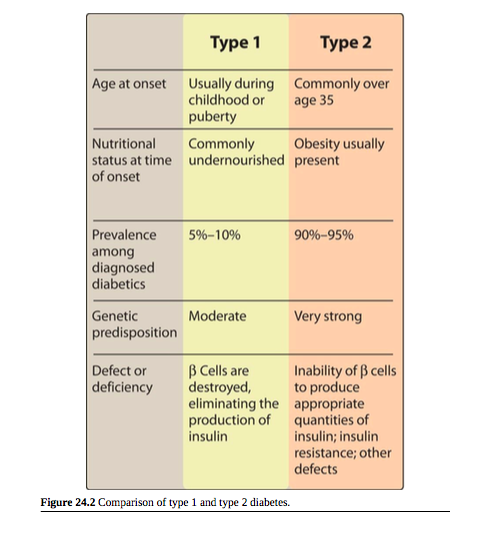 Type 1 Type 2
Age at onset Usually during Commonly over
childhood or age 35
puberty
Nutritional Commonly Obesity usually
status at time undernourished present
of onset
Prevalence 5%–10% 90%–95%
among
diagnosed
diabetics
Genetic Moderate Very strong
predisposition
Defect or β Cells are Inability of β cells
deficiency destroyed, to produce
eliminating the appropriate
production of quantities of
insulin insulin; insulin
resistance; other
defects
Figure 24.2 Comparison of type 1 and type 2 diabetes.